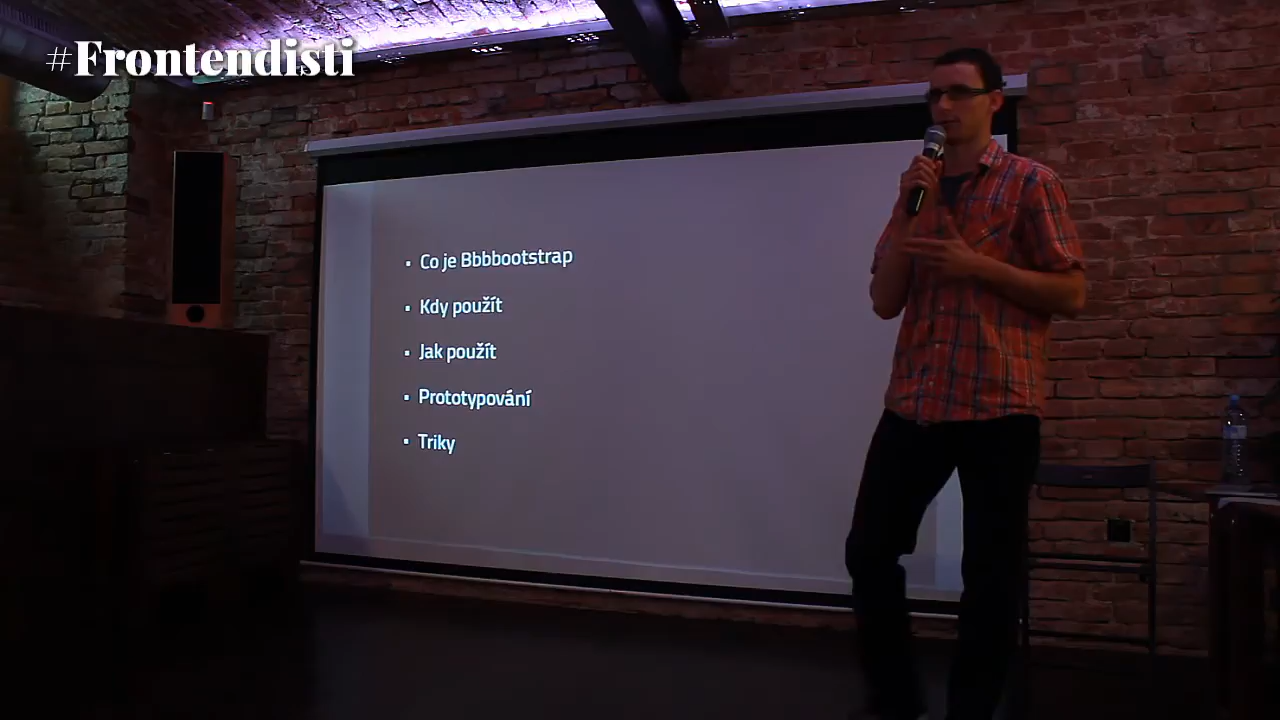 #Frontendisti
Co je Bbbbootstrap
Kdy použít
Jak použít
Prototypování
Triky